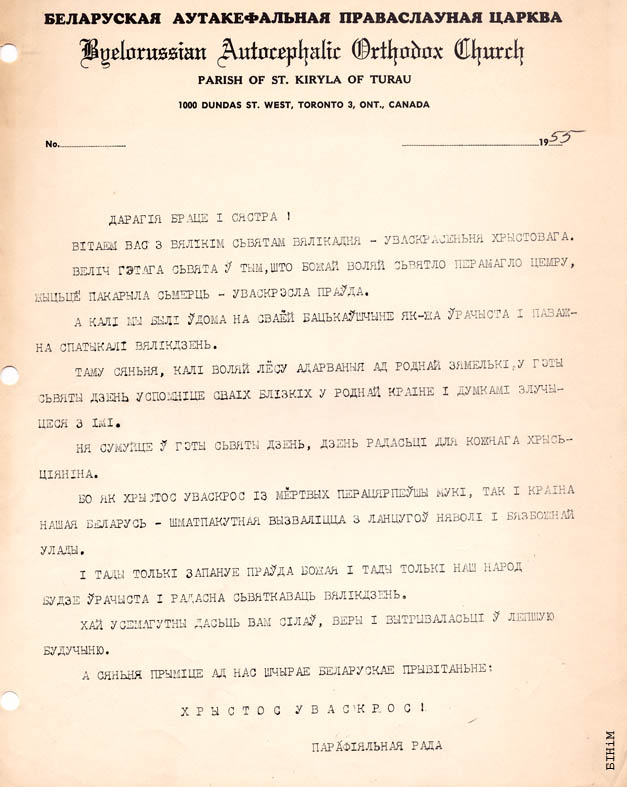 БЕЛАРУСКАЯ АУТАКЕФАЛЬНАЯ ПРАВАСЛАУНАЯ ЦАРКВА
Byelorussian Autocephalic Orthodox Church
PARISH OF ST. KIRYLA OF TURAU
1000 DUNDAS ST. WEST, TORONTO 3, ONT., CANADA
No. 1955
ДАРАГІЯ БРАЦЕ І СЯСТРА !
ВІТАЕМ ВАС З ВЯЛІКІМ СЬВЯТАМ ВЯЛІКАДНЯ - УВАСКРАСЕНЬНЯ ХРЫСТОВАГА.
ВЕЛІЧ ГЭТАГА СЬВЯТА Ў ТЫМ,ШТО БОЖАЙ ВОЛЯЙ СЬВЯТЛО ПЕРАМАГЛО ЦЕМРУ,
ЖЫЦЬЦЁ ПАКАРЫЛА СЬМЕРЦЬ - УВАСКРЭСЛА ПРАЎДА.
А КАЛІ МЫ БЫЛІ ЎДОМА НА СВАЁЙ БАЦЬКАЎШЧЫНЕ ЯК-ЖА ЎРАЧЫСТА І ПАВАЖ-
НА СПАТЫКАЛІ ВЯЛІКДЗЕНЬ.
ТАМУ СЯНЬНЯ, КАЛІ ВОЛЯЙ ЛЁСУ АДАРВАНЫЯ АД РОДНАЙ ЗЯМЕЛЬКІ,У ГЭТЫ
СЬВЯТЫ ДЗЕНЬ УСПОМНІЦЕ СВАІХ БЛІЗКІХ У РОДНАЙ КРАІНЕ І ДУМКАМІ ЗЛУЧЫ-
ЦЕСЯ З ІМІ.
НЯ СУМУЙЦЕ Ў ГЭТЫ СЬВЯТЫ ДЗЕНЬ, ДЗЕНЬ РАДАСЬЦІ ДЛЯ КОЖНАГА ХРЫСЬ-
ЦІЯНІНА.
БО ЯК ХРЫСТОС УВАСКРОС ІЗ МЁРТВЫХ ПЕРАЦЯРПЕЎШЫ МУКІ, ТАК І КРАІНА
НАШАЯ БЕЛАРУСЬ - ШМАТПАКУТНАЯ ВЫЗВАЛІЦЦА З ЛАНЦУГОЎ НЯВОЛІ І БЯЗБОЖНАЙ
УЛАДЫ.
І ТАДЫ ТОЛЬКІ ЗАПАНУЕ ПРАЎДА БОЖАЯ І ТАДЫ ТОЛЬКІ НАШ НАРОД
БУДЗЕ ЎРАЧЫСТА І РАДАСНА СЬВЯТКАВАЦЬ ВЯЛІКДЗЕНЬ.
ХАЙ УСЕМАГУТНЫ ДАСЬЦЬ ВАМ СІЛАЎ, ВЕРЫ І ВЫТРЫВАЛАСЬЦІ Ў ЛЕПШУЮ
БУДУЧЫНЮ.
А СЯНЬНЯ ПРЫМІЦЕ АД НАС ШЧЫРАЕ БЕЛАРУСКАЕ ПРЫВІТАНЬНЕ:
Х Р Ы С Т О С У В А С К Р О С !
ПАРАФІЯЛЬНАЯ РАДА
БІНіМ